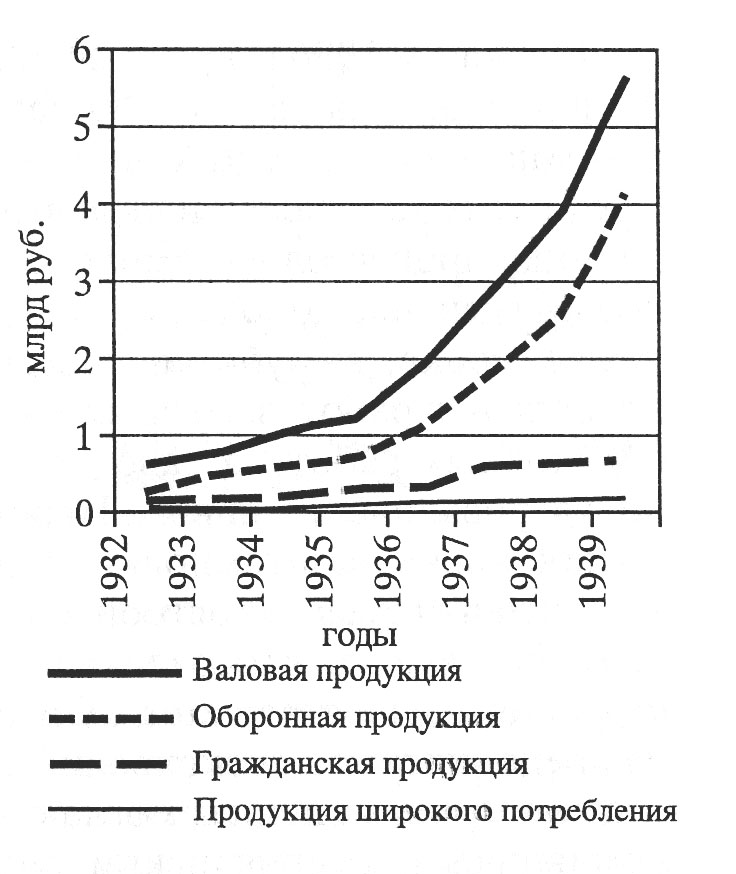 6
5
4
3
2
1
0
млрд руб.
1932
1933
1934
1935
1936
1937
1938
1939
годы
Валовая продукция
Оборонная продукция
Гражданская продукция
Продукция широкого потребления